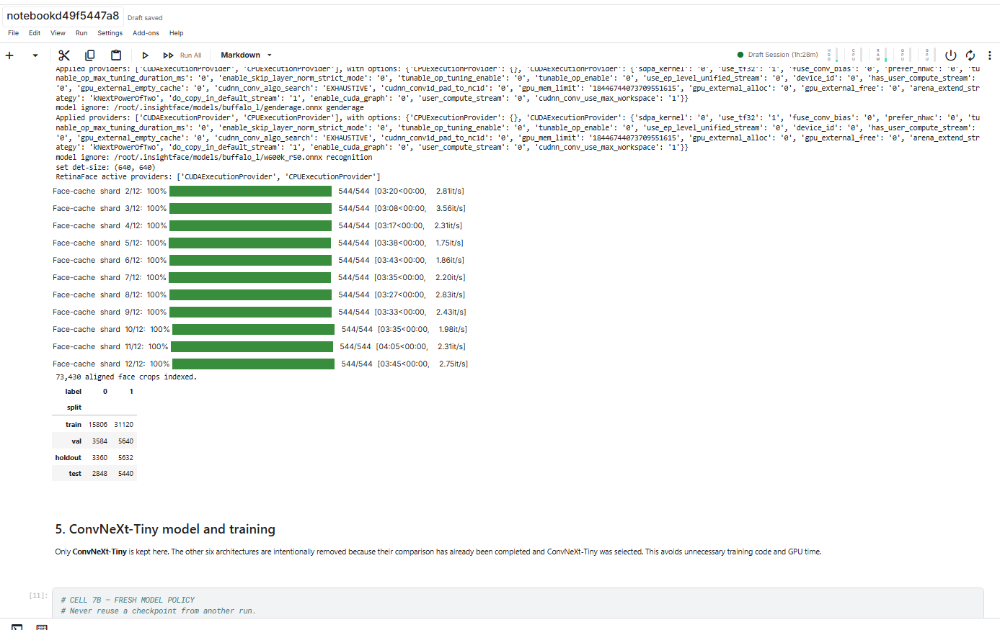 notebookd49f5447a8 Draft saved
File Edit View Run Settings Add-ons Help
Run All Markdown Draft Session (1h:28m) HDD CPU RAM GPU GPU
Applied providers: ['CUDAExecutionProvider', 'CPUExecutionProvider'], with options: {'CPUExecutionProvider': {}, 'CUDAExecutionProvider': {'sdpa_kernel': '0', 'use_tf32': '1', 'fuse_conv_bias': '0', 'prefer_nhwc': '0', 'tu
nable_op_max_tuning_duration_ms': '0', 'enable_skip_layer_norm_strict_mode': '0', 'tunable_op_tuning_enable': '0', 'tunable_op_enable': '0', 'use_ep_level_unified_stream': '0', 'device_id': '0', 'has_user_compute_stream':
'0', 'gpu_external_empty_cache': '0', 'cudnn_conv_algo_search': 'EXHAUSTIVE', 'cudnn_conv1d_pad_to_nc1d': '0', 'gpu_mem_limit': '18446744073709551615', 'gpu_external_alloc': '0', 'gpu_external_free': '0', 'arena_extend_str
ategy': 'kNextPowerOfTwo', 'do_copy_in_default_stream': '1', 'enable_cuda_graph': '0', 'user_compute_stream': '0', 'cudnn_conv_use_max_workspace': '1'}}
model ignore: /root/.insightface/models/buffalo_l/genderage.onnx genderage
Applied providers: ['CUDAExecutionProvider', 'CPUExecutionProvider'], with options: {'CPUExecutionProvider': {}, 'CUDAExecutionProvider': {'sdpa_kernel': '0', 'use_tf32': '1', 'fuse_conv_bias': '0', 'prefer_nhwc': '0', 'tu
nable_op_max_tuning_duration_ms': '0', 'enable_skip_layer_norm_strict_mode': '0', 'tunable_op_tuning_enable': '0', 'tunable_op_enable': '0', 'use_ep_level_unified_stream': '0', 'device_id': '0', 'has_user_compute_stream':
'0', 'gpu_external_empty_cache': '0', 'cudnn_conv_algo_search': 'EXHAUSTIVE', 'cudnn_conv1d_pad_to_nc1d': '0', 'gpu_mem_limit': '18446744073709551615', 'gpu_external_alloc': '0', 'gpu_external_free': '0', 'arena_extend_str
ategy': 'kNextPowerOfTwo', 'do_copy_in_default_stream': '1', 'enable_cuda_graph': '0', 'user_compute_stream': '0', 'cudnn_conv_use_max_workspace': '1'}}
model ignore: /root/.insightface/models/buffalo_l/w600k_r50.onnx recognition
set det-size: (640, 640)
RetinaFace active providers: ['CUDAExecutionProvider', 'CPUExecutionProvider']
Face-cache shard 2/12: 100% 544/544 [03:20<00:00, 2.81it/s]
Face-cache shard 3/12: 100% 544/544 [03:08<00:00, 3.56it/s]
Face-cache shard 4/12: 100% 544/544 [03:17<00:00, 2.31it/s]
Face-cache shard 5/12: 100% 544/544 [03:38<00:00, 1.75it/s]
Face-cache shard 6/12: 100% 544/544 [03:43<00:00, 1.86it/s]
Face-cache shard 7/12: 100% 544/544 [03:35<00:00, 2.20it/s]
Face-cache shard 8/12: 100% 544/544 [03:27<00:00, 2.83it/s]
Face-cache shard 9/12: 100% 544/544 [03:33<00:00, 2.43it/s]
Face-cache shard 10/12: 100% 544/544 [03:35<00:00, 1.98it/s]
Face-cache shard 11/12: 100% 544/544 [04:05<00:00, 2.31it/s]
Face-cache shard 12/12: 100% 544/544 [03:45<00:00, 2.75it/s]
73,430 aligned face crops indexed.
label 0 1
split
train 15806 31120
val 3584 5640
holdout 3360 5632
test 2848 5440
5. ConvNeXt-Tiny model and training
Only ConvNeXt-Tiny is kept here. The other six architectures are intentionally removed because their comparison has already been completed and ConvNeXt-Tiny was selected. This avoids unnecessary training code and GPU time.
[11]: # CELL 7B — FRESH MODEL POLICY
# Never reuse a checkpoint from another run.